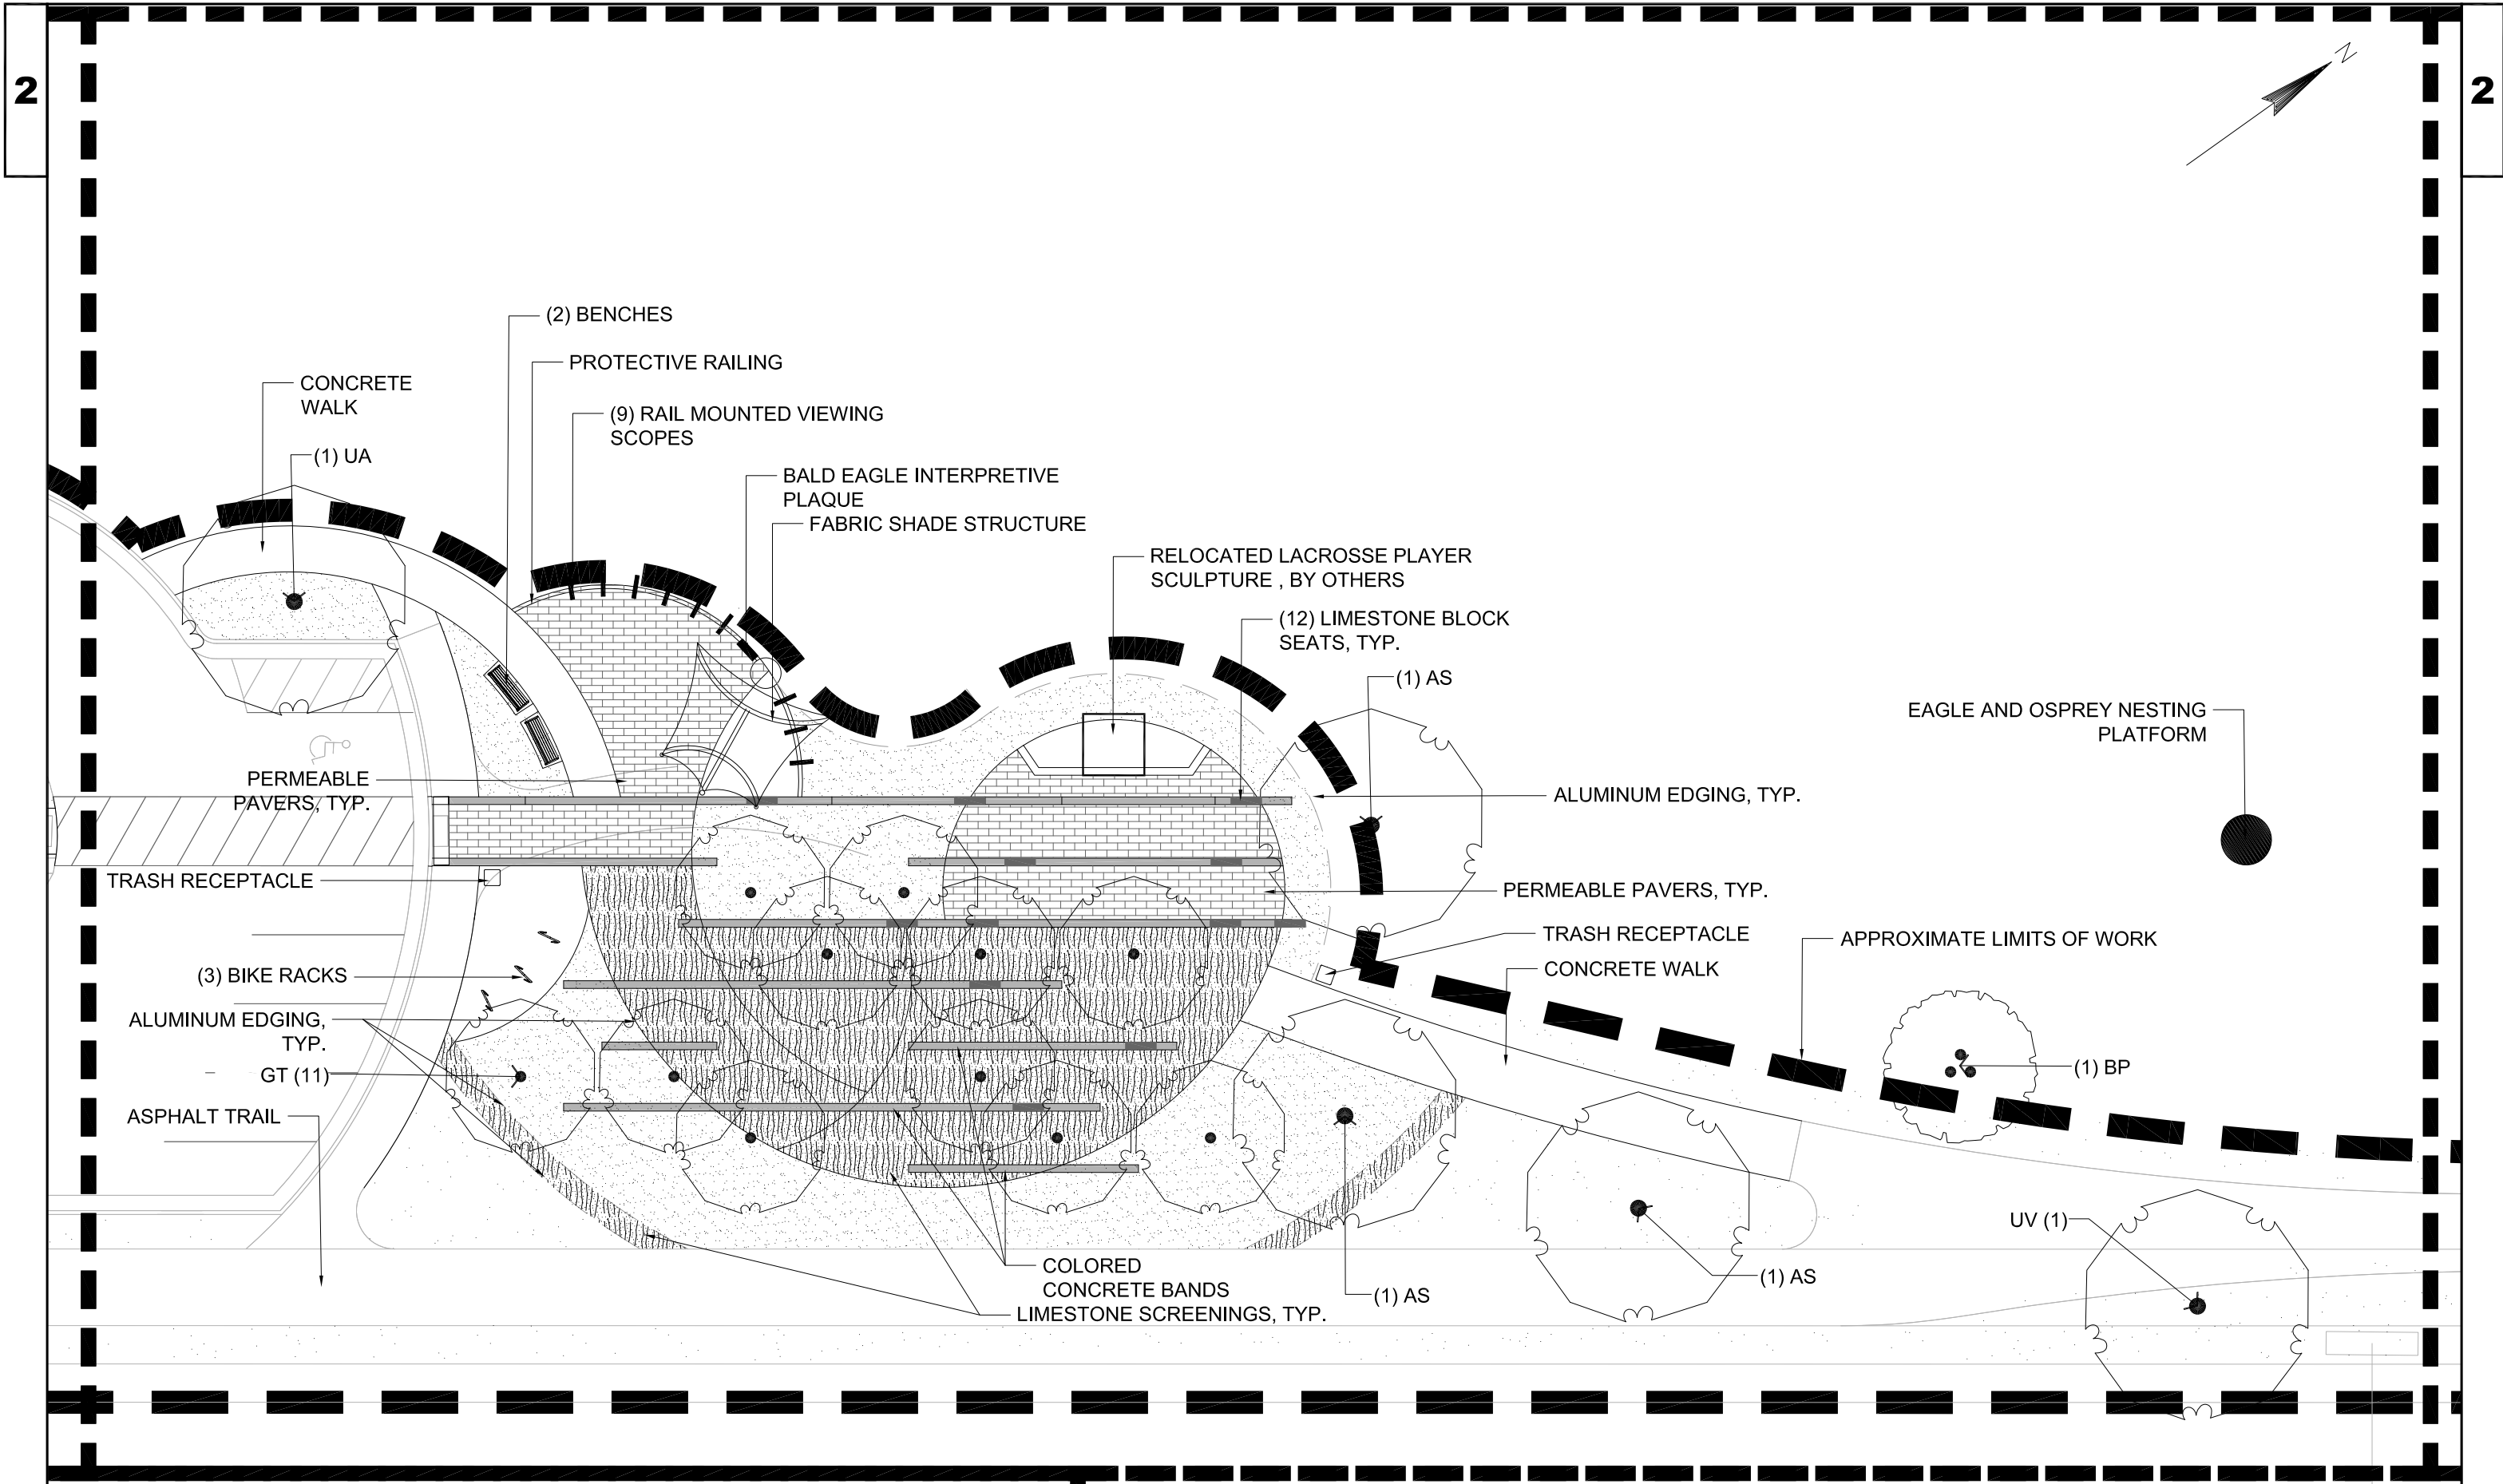 2
2
N
(2) BENCHES
PROTECTIVE RAILING
CONCRETE
WALK
(9) RAIL MOUNTED VIEWING
SCOPES
(1) UA
BALD EAGLE INTERPRETIVE
PLAQUE
FABRIC SHADE STRUCTURE
RELOCATED LACROSSE PLAYER
SCULPTURE , BY OTHERS
(12) LIMESTONE BLOCK
SEATS, TYP.
(1) AS
EAGLE AND OSPREY NESTING
PLATFORM
PERMEABLE
PAVERS, TYP.
ALUMINUM EDGING, TYP.
TRASH RECEPTACLE
PERMEABLE PAVERS, TYP.
TRASH RECEPTACLE
APPROXIMATE LIMITS OF WORK
CONCRETE WALK
(3) BIKE RACKS
ALUMINUM EDGING,
TYP.
GT (11)
(1) BP
ASPHALT TRAIL
UV (1)
COLORED
CONCRETE BANDS
(1) AS
(1) AS
LIMESTONE SCREENINGS, TYP.